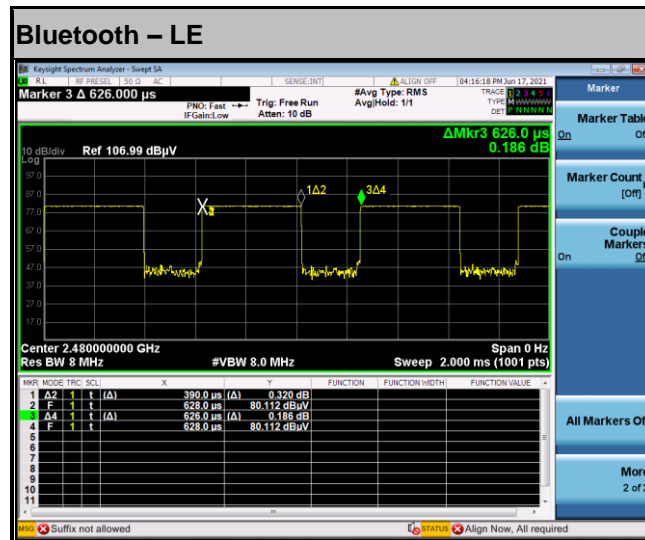 Bluetooth – LE
Keysight Spectrum Analyzer - Swept SA
RL RF PRESEL 50 Ω AC SENSE:INT ALIGN OFF 04:16:18 PM Jun 17, 2021
Marker 3 Δ 626.000 µs
PNO: Fast
IFGain:Low
Trig: Free Run
Atten: 10 dB
#Avg Type: RMS
Avg|Hold: 1/1
TRACE 1 2 3 4 5 6
TYPE M W W W W W
DET P N N N N N
ΔMkr3 626.0 µs
0.186 dB
10 dB/div Ref 106.99 dBµV
Log
97.0
87.0
77.0
67.0
57.0
47.0
37.0
27.0
17.0
1Δ2
3Δ4
X
Center 2.480000000 GHz Span 0 Hz
Res BW 8 MHz #VBW 8.0 MHz Sweep 2.000 ms (1001 pts)
MKR MODE TRC SCL X Y FUNCTION FUNCTION WIDTH FUNCTION VALUE
1 Δ2 1 t (Δ) 390.0 µs (Δ) 0.320 dB
2 F 1 t 628.0 µs 80.112 dBµV
3 Δ4 1 t (Δ) 626.0 µs (Δ) 0.186 dB
4 F 1 t 628.0 µs 80.112 dBµV
5
6
7
8
9
10
11
MSG Suffix not allowed STATUS Align Now, All required
Marker
Marker Table
On Of
Marker Count
[Off]
Couple
Markers
On Of
All Markers Of
More
2 of 2